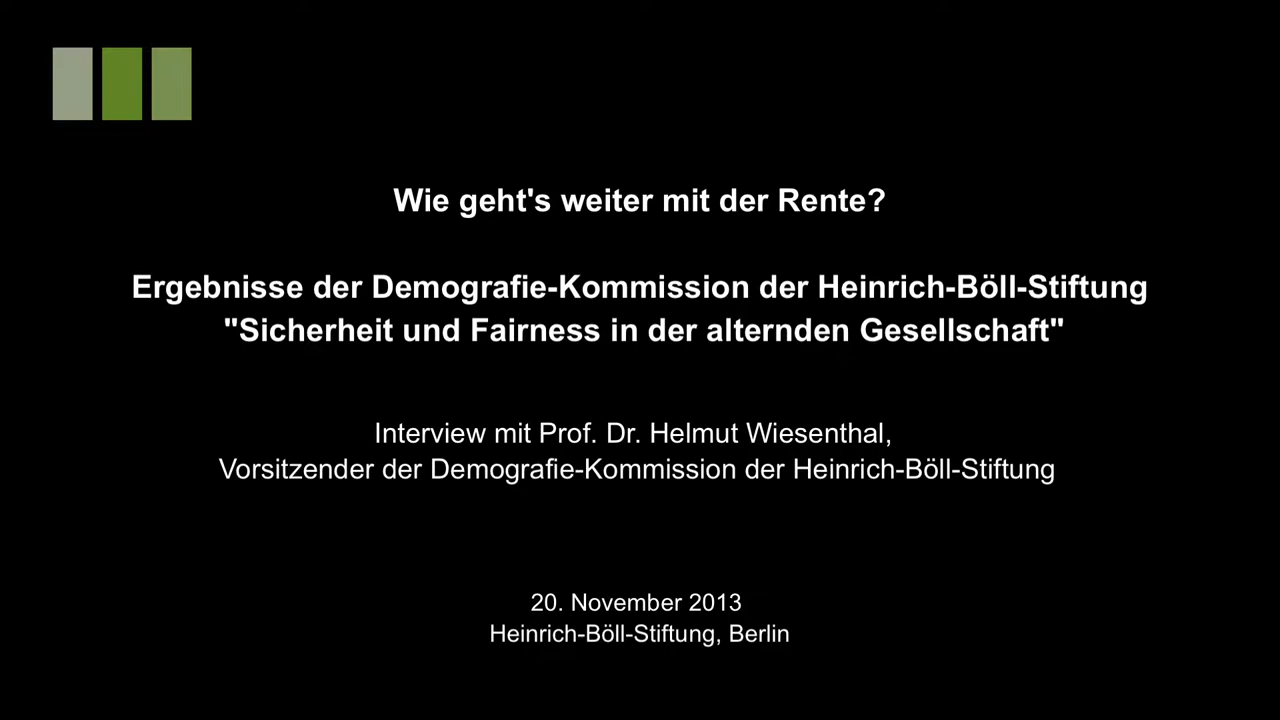 Wie geht's weiter mit der Rente?
Ergebnisse der Demografie-Kommission der Heinrich-Böll-Stiftung
"Sicherheit und Fairness in der alternden Gesellschaft"
Interview mit Prof. Dr. Helmut Wiesenthal,
Vorsitzender der Demografie-Kommission der Heinrich-Böll-Stiftung
20. November 2013
Heinrich-Böll-Stiftung, Berlin